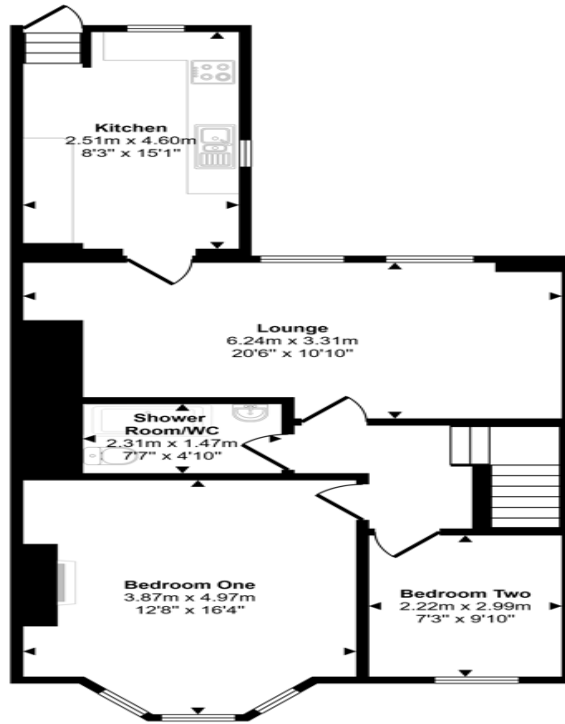 Kitchen
2.51m x 4.60m
8'3" x 15'1"
Lounge
6.24m x 3.31m
20'6" x 10'10"
Shower
Room/WC
2.31m x 1.47m
7'7" x 4'10"
Bedroom One
3.87m x 4.97m
12'8" x 16'4"
Bedroom Two
2.22m x 2.99m
7'3" x 9'10"